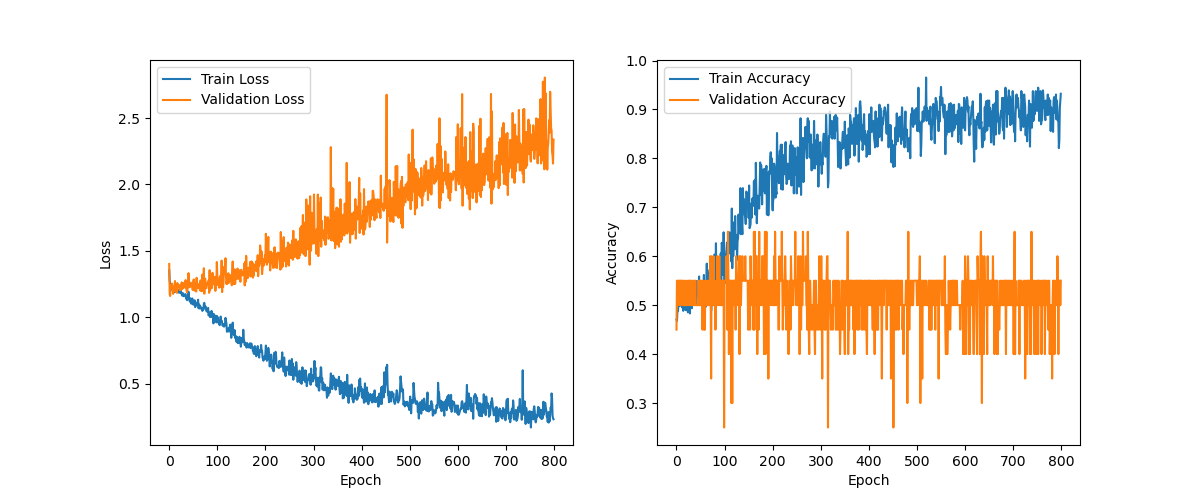 Train Loss
Validation Loss
2.5
2.0
1.5
1.0
0.5
Loss
0 100 200 300 400 500 600 700 800
Epoch
Train Accuracy
Validation Accuracy
1.0
0.9
0.8
0.7
0.6
0.5
0.4
0.3
Accuracy
0 100 200 300 400 500 600 700 800
Epoch